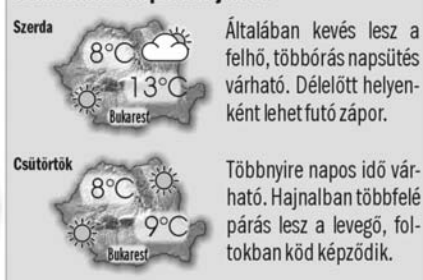 Szerda
8°C
13°C
Bukarest
Általában kevés lesz a
felhő, többórás napsütés
várható. Délelőtt helyen-
ként lehet futó zápor.
Csütörtök
8°C
9°C
Bukarest
Többnyire napos idő vár-
ható. Hajnalban többfelé
párás lesz a levegő, fol-
tokban köd képződik.